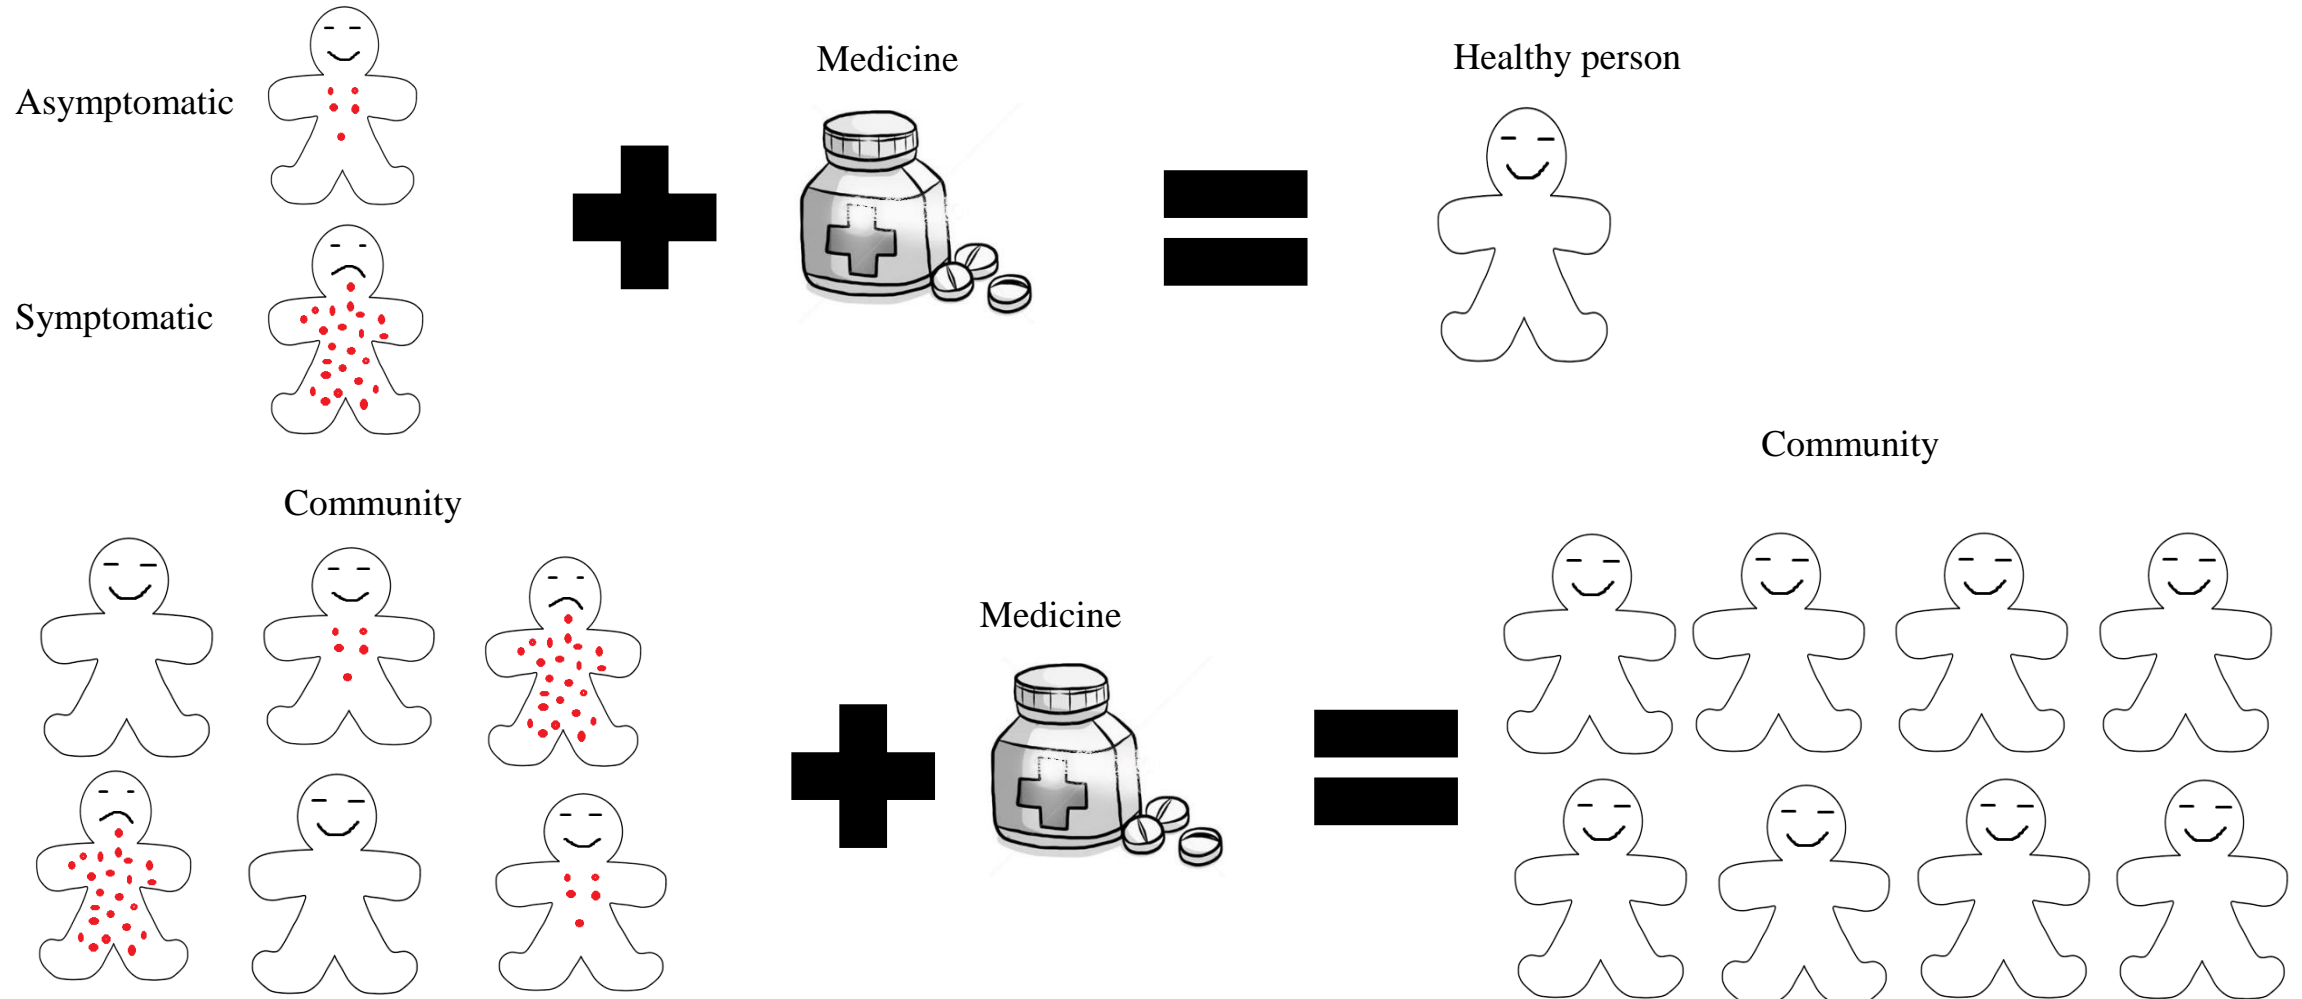 Medicine
Healthy person
Asymptomatic
Symptomatic
Community
Community
Medicine